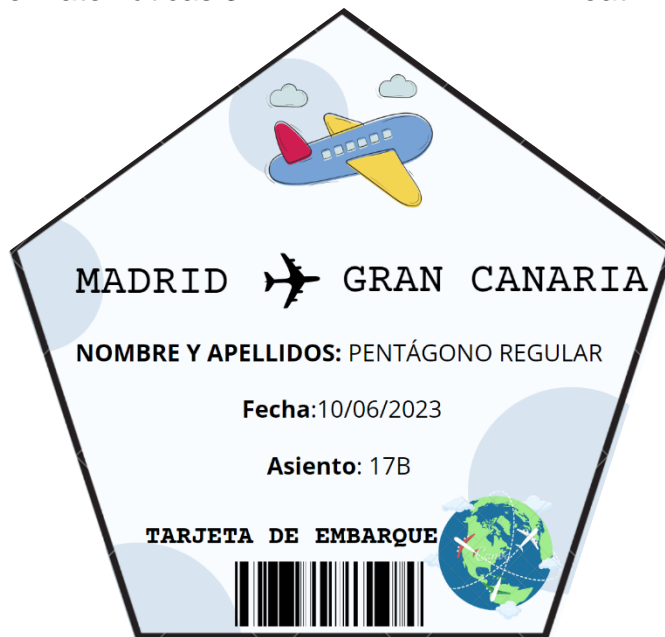 MADRID GRAN CANARIA
NOMBRE Y APELLIDOS: PENTÁGONO REGULAR
Fecha:10/06/2023
Asiento: 17B
TARJETA DE EMBARQUE